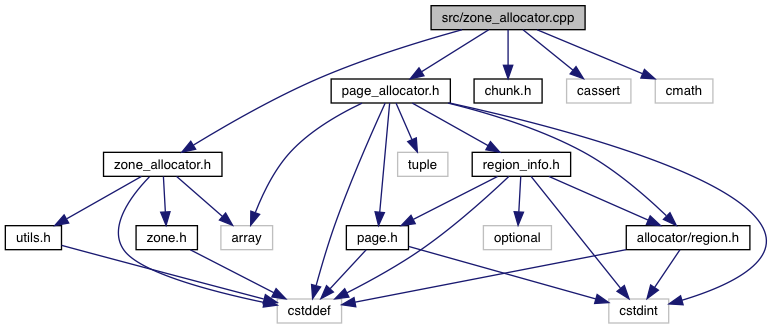 src/zone_allocator.cpp
page_allocator.h
chunk.h
cassert
cmath
zone_allocator.h
tuple
region_info.h
utils.h
zone.h
array
page.h
optional
allocator/region.h
cstddef
cstdint